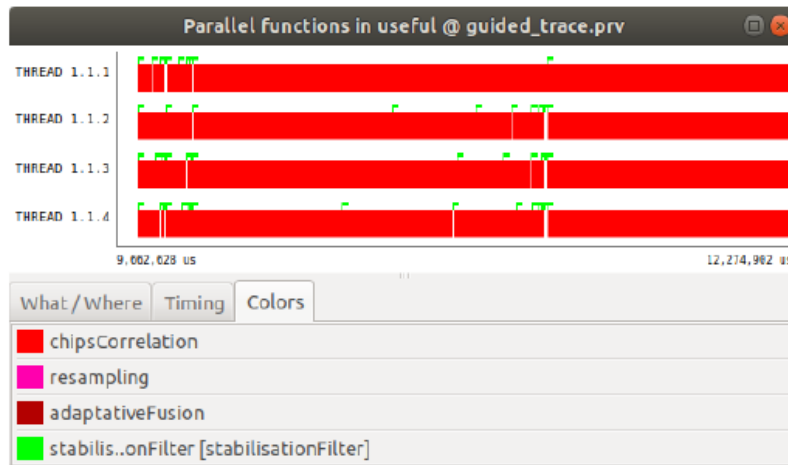 Parallel functions in useful @ guided_trace.prv
THREAD 1.1.1
THREAD 1.1.2
THREAD 1.1.3
THREAD 1.1.4
9,662,628 us
12,274,902 us
What / Where
Timing
Colors
chipsCorrelation
resampling
adaptativeFusion
stabilis..onFilter [stabilisationFilter]